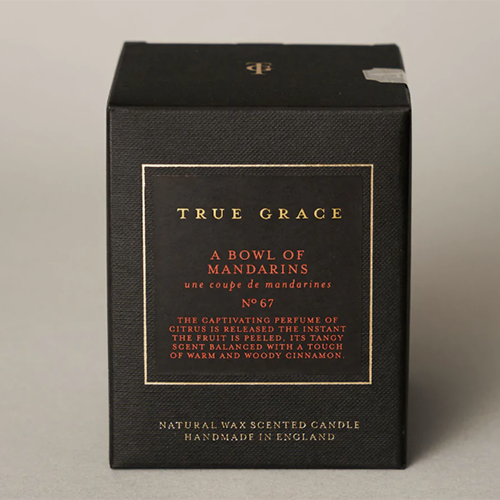 TRUE GRACE
A BOWL OF
MANDARINS
une coupe de mandarines
Nº 67
THE CAPTIVATING PERFUME OF
CITRUS IS RELEASED THE INSTANT
THE FRUIT IS PEELED, ITS TANGY
SCENT BALANCED WITH A TOUCH
OF WARM AND WOODY CINNAMON.
NATURAL WAX SCENTED CANDLE
HANDMADE IN ENGLAND